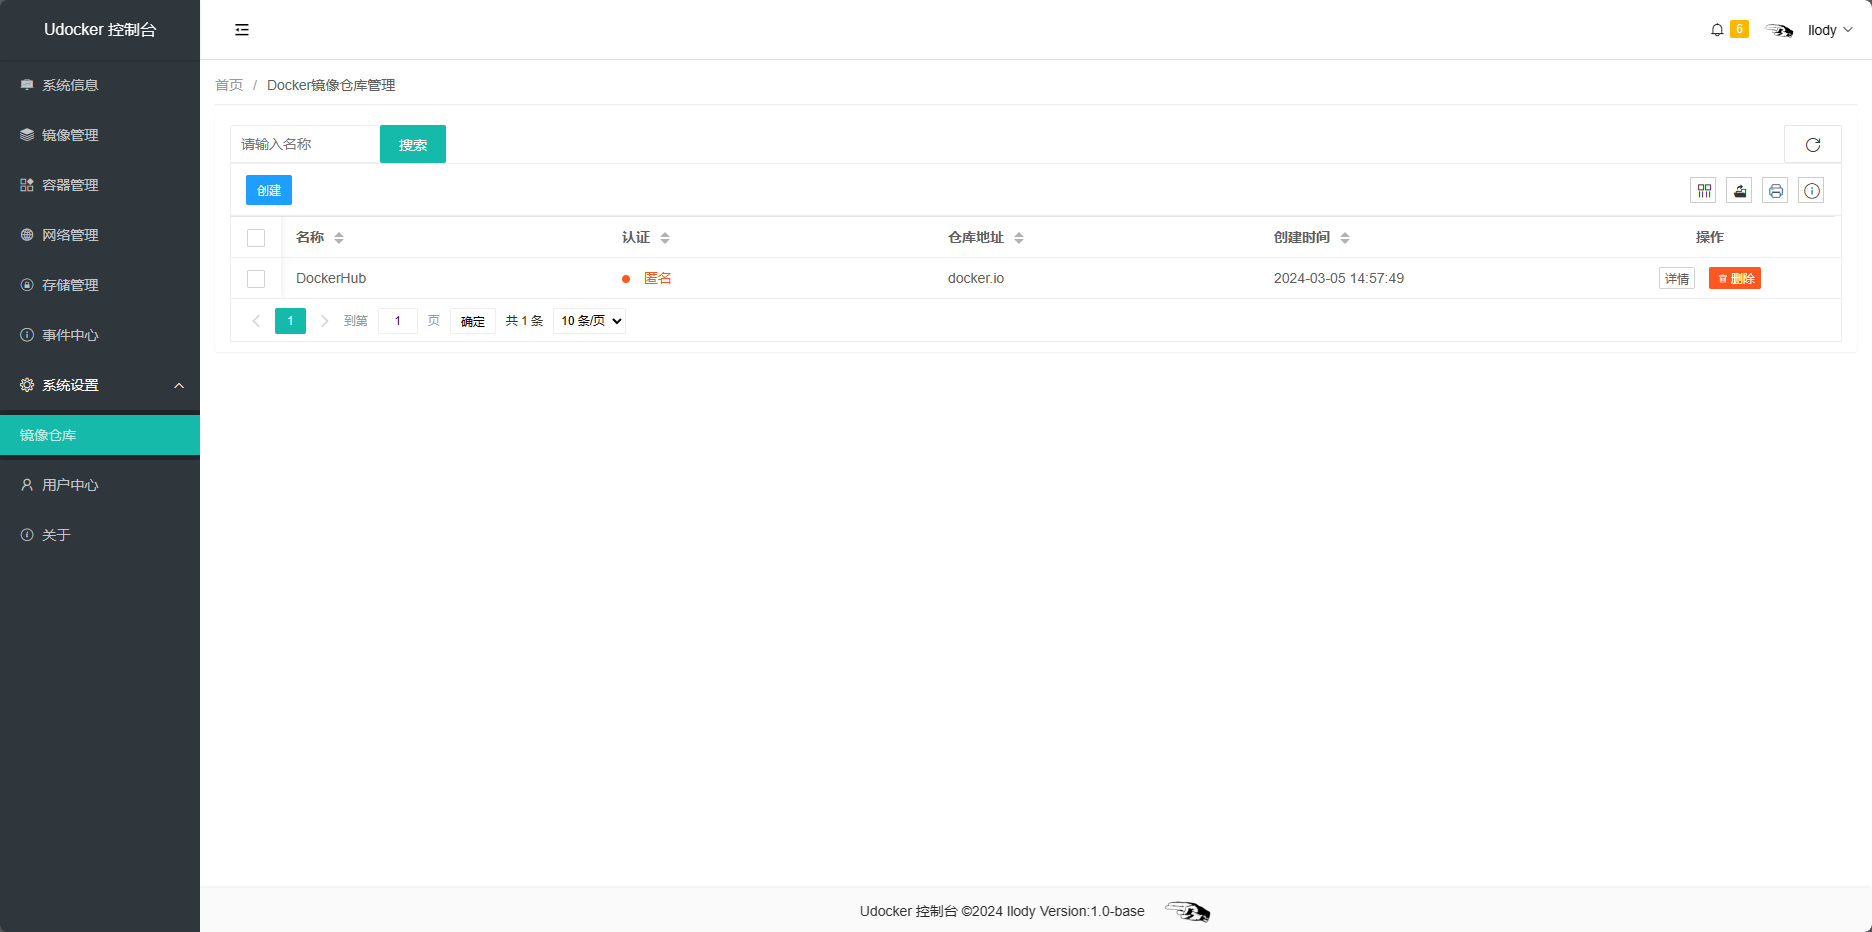 Udocker 控制台
系统信息
镜像管理
容器管理
网络管理
存储管理
事件中心
系统设置
镜像仓库
用户中心
关于
6 llody
首页 / Docker镜像仓库管理
请输入名称 搜索
创建
名称 认证 仓库地址 创建时间 操作
DockerHub 匿名 docker.io 2024-03-05 14:57:49 详情 删除
1 到第 1 页 确定 共 1 条 10 条/页
Udocker 控制台 ©2024 llody Version:1.0-base